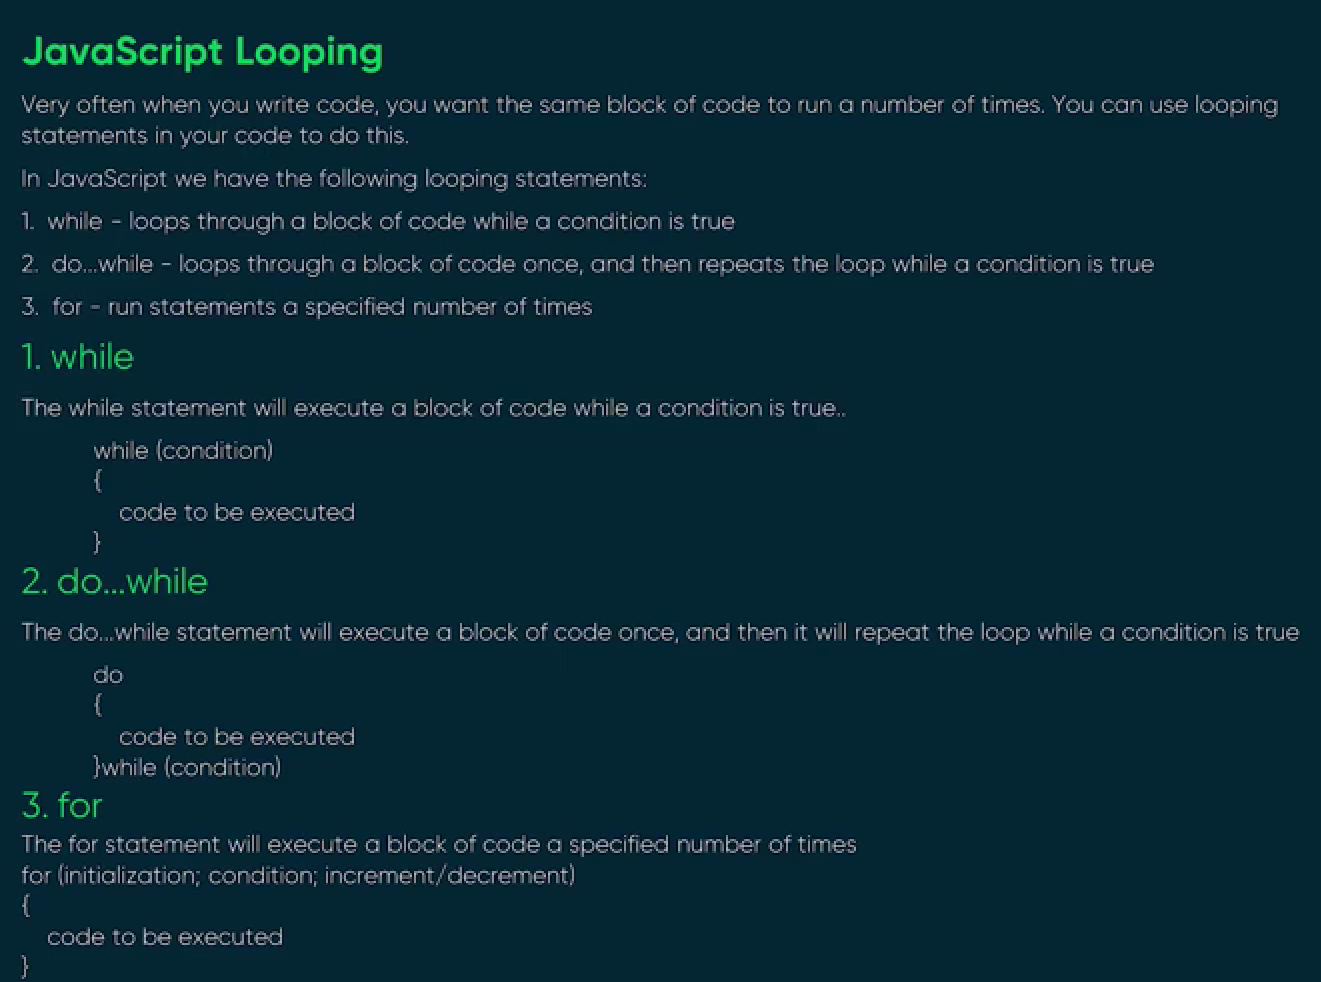 JavaScript Looping
Very often when you write code, you want the same block of code to run a number of times. You can use looping
statements in your code to do this.
In JavaScript we have the following looping statements:
1. while - loops through a block of code while a condition is true
2. do...while - loops through a block of code once, and then repeats the loop while a condition is true
3. for - run statements a specified number of times
1. while
The while statement will execute a block of code while a condition is true..
while (condition)
{
code to be executed
}
2. do...while
The do...while statement will execute a block of code once, and then it will repeat the loop while a condition is true
do
{
code to be executed
}while (condition)
3. for
The for statement will execute a block of code a specified number of times
for (initialization; condition; increment/decrement)
{
code to be executed
}